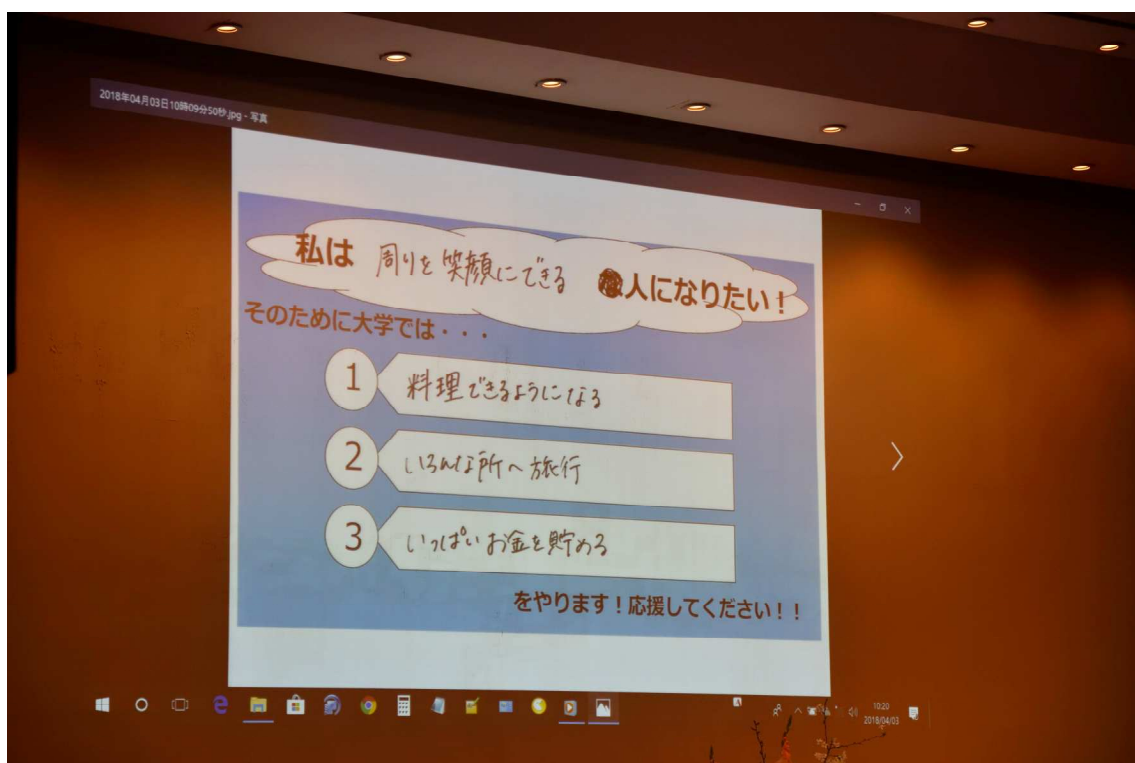 2018年04月03日10時09分50秒.jpg - 写真
私は 周りを笑顔にできる 人になりたい！
そのために大学では・・・
1 料理できるようになる
2 いろんな所へ旅行
3 いっぱいお金を貯める
をやります！応援してください！！
A
10:20
2018/04/03